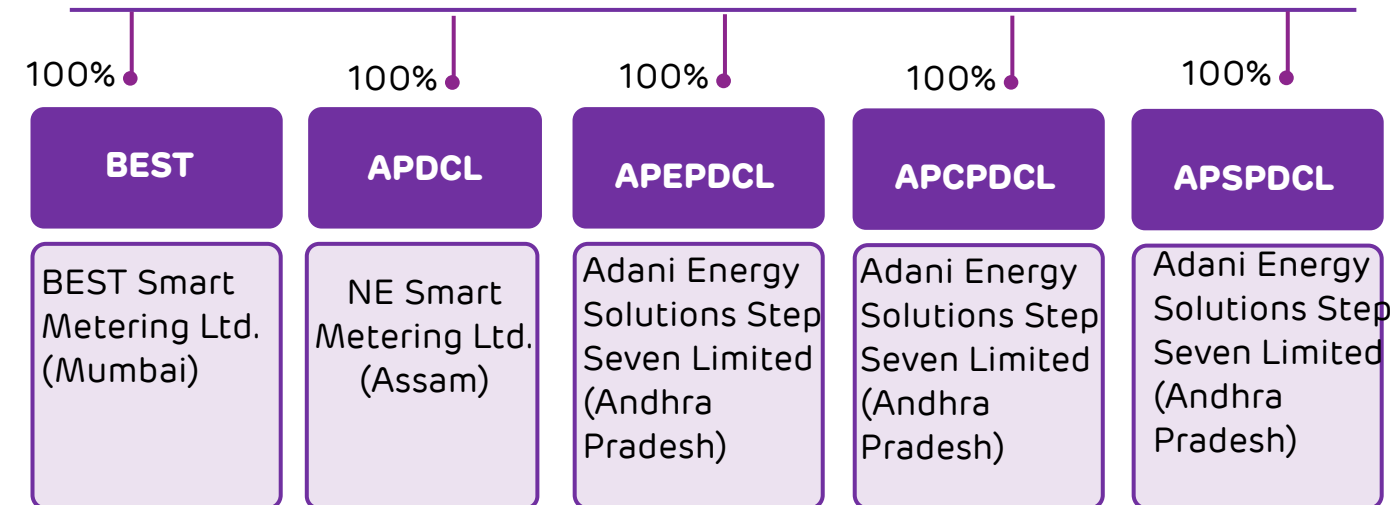 100%
100%
100%
100%
100%
BEST
APDCL
APEPDCL
APCPDCL
APSPDCL
BEST Smart
Metering Ltd.
(Mumbai)
NE Smart
Metering Ltd.
(Assam)
Adani Energy
Solutions Step
Seven Limited
(Andhra
Pradesh)
Adani Energy
Solutions Step
Seven Limited
(Andhra
Pradesh)
Adani Energy
Solutions Step
Seven Limited
(Andhra
Pradesh)